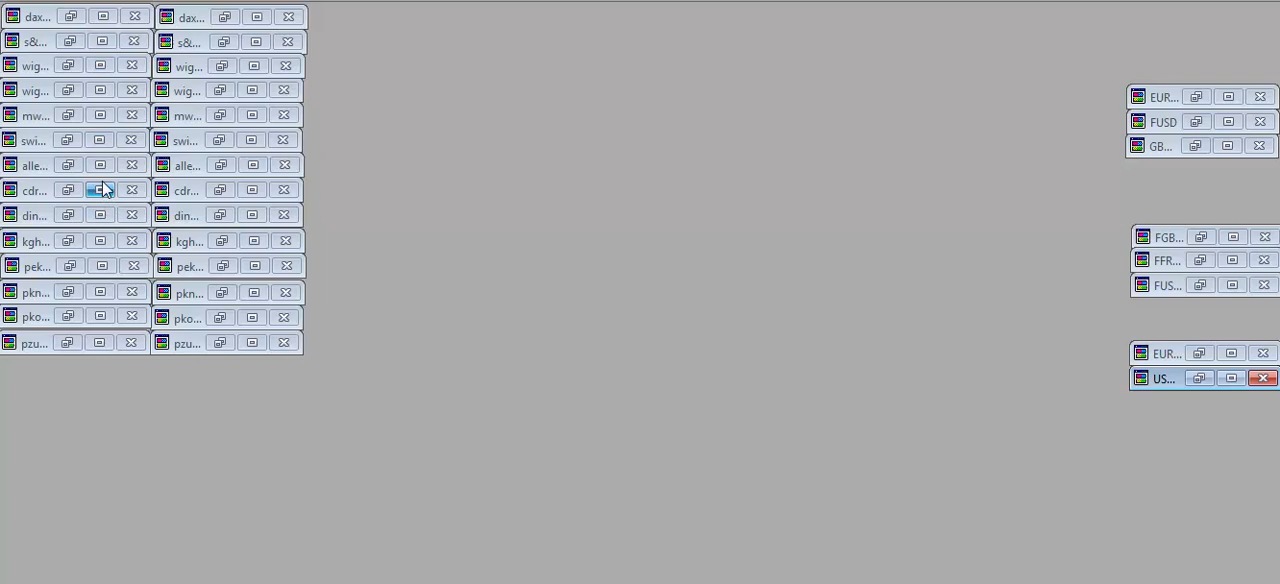 dax... dax...
s&... s&...
wig... wig...
wig... wig...
mw... mw...
swi... swi...
alle... alle...
cdr... cdr...
din... din...
kgh... kgh...
pek... pek...
pkn... pkn...
pko... pko...
pzu... pzu...
EUR...
FUSD
GB...
FGB...
FFR...
FUS...
EUR...
US...